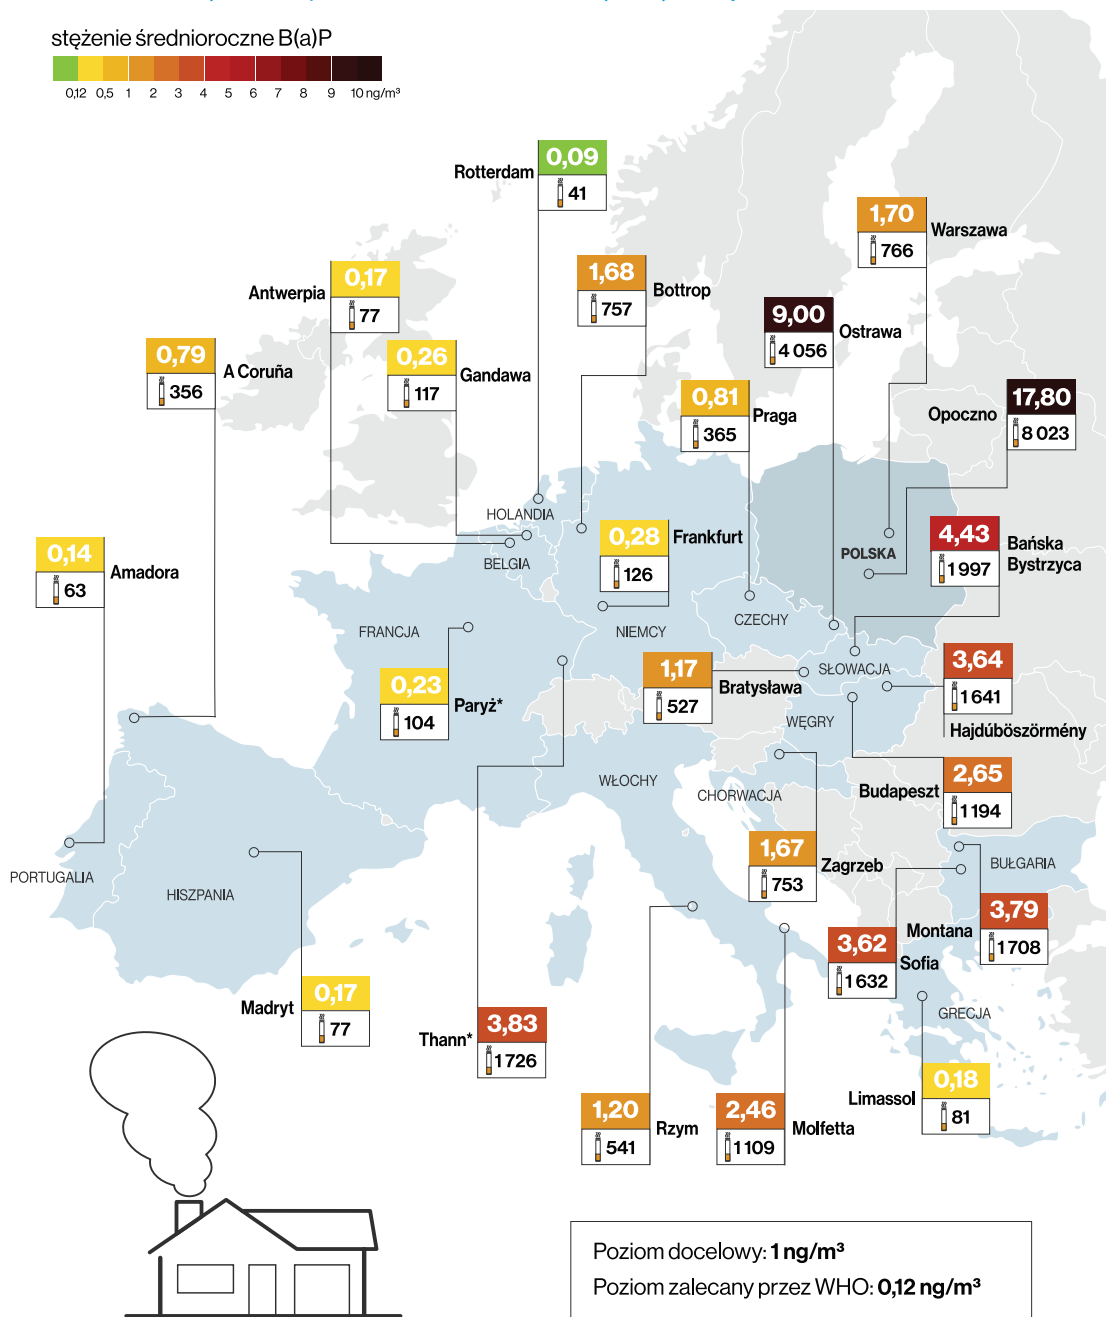 stężenie średnioroczne B(a)P
0,12 0,5 1 2 3 4 5 6 7 8 9 10 ng/m³
0,09
Rotterdam
41
1,70
Warszawa
766
0,17
Antwerpia
77
1,68
Bottrop
757
9,00
Ostrawa
4 056
0,79
A Coruña
356
0,26
Gandawa
117
0,81
Praga
365
17,80
Opoczno
8 023
HOLANDIA
BELGIA
0,28
Frankfurt
126
POLSKA
4,43
Bańska
Bystrzyca
1 997
0,14
Amadora
63
FRANCJA
NIEMCY
CZECHY
SŁOWACJA
0,23
Paryż*
104
1,17
Bratysława
527
3,64
1 641
Hajdúböszörmény
WĘGRY
WŁOCHY
CHORWACJA
2,65
Budapeszt
1 194
PORTUGALIA
HISZPANIA
1,67
Zagrzeb
753
BUŁGARIA
3,79
Montana
1 708
3,62
Sofia
1 632
0,17
Madryt
77
3,83
Thann*
1 726
GRECJA
0,18
Limassol
81
1,20
Rzym
541
2,46
Molfetta
1 109
Poziom docelowy: 1 ng/m³
Poziom zalecany przez WHO: 0,12 ng/m³